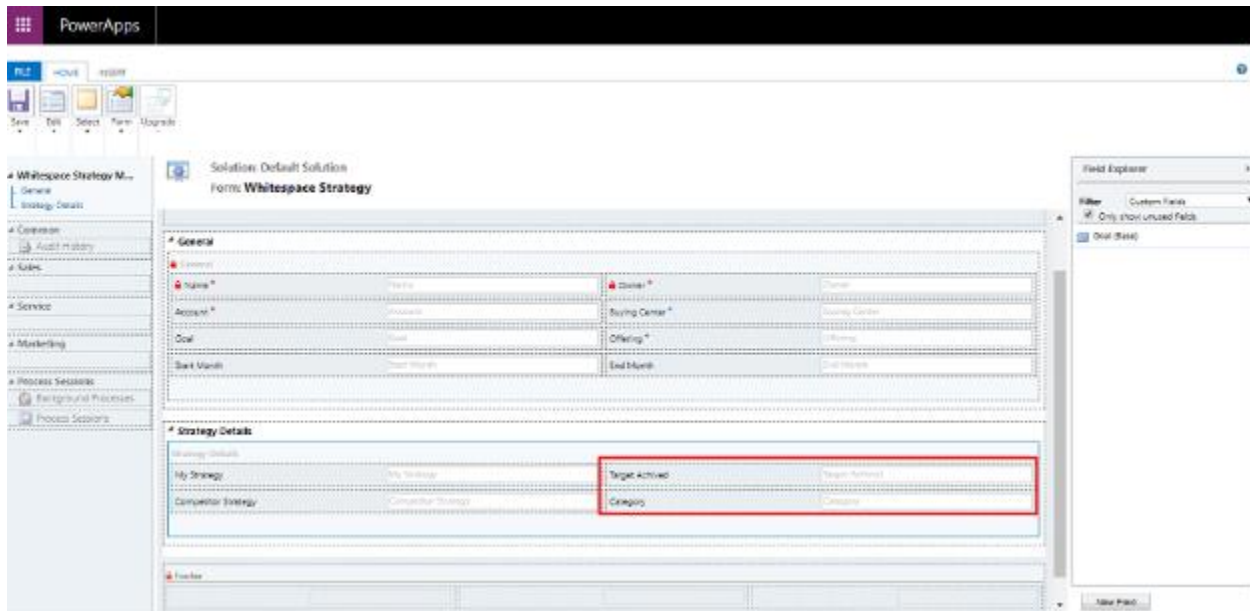 PowerApps
FILE HOME INSERT
Save Edit Select Form Upgrade
Solution: Default Solution
Form: Whitespace Strategy
Whitespace Strategy M...
General
Strategy Details
Common
Audit History
Sales
Service
Marketing
Process Sessions
Background Processes
Process Sessions
General
General
Name * Name Owner * Owner
Account * Account Buying Center * Buying Center
Goal Goal Offering * Offering
Start Month Start Month End Month End Month
Strategy Details
Strategy Details
My Strategy My Strategy Target Achived Target Achived
Competitor Strategy Competitor Strategy Category Category
Footer
Field Explorer
Filter Custom Fields
Only show unused fields
Goal (Base)
New Field